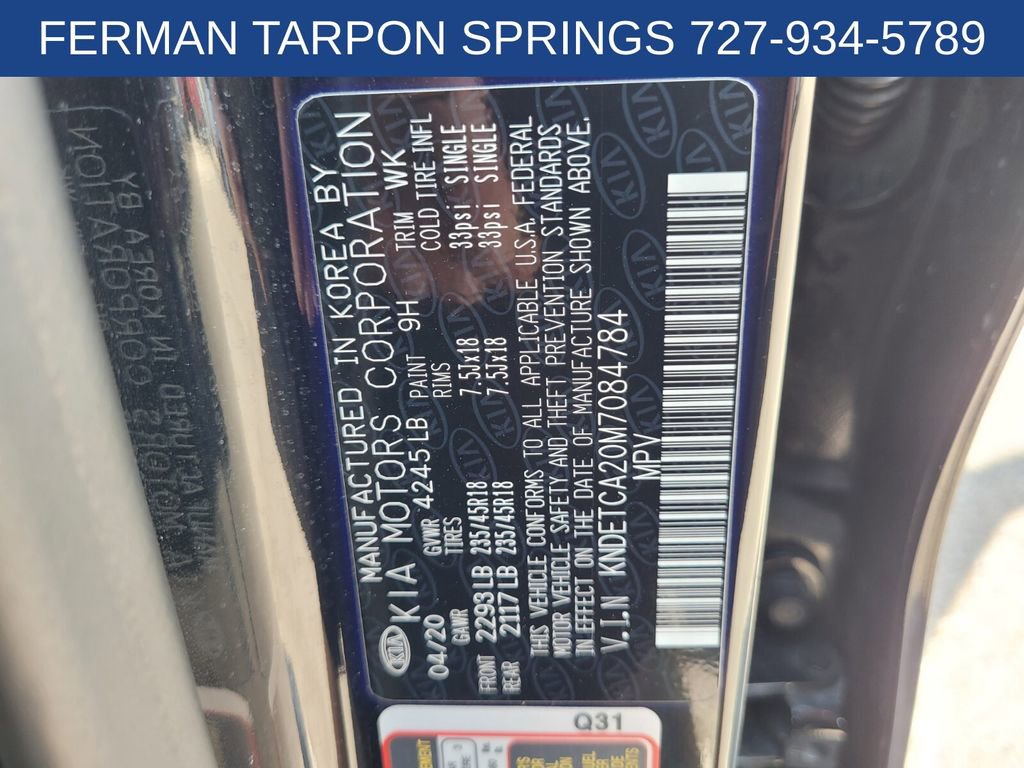 FERMAN TARPON SPRINGS 727-934-5789
MANUFACTURED IN KOREA BY
KIA KIA MOTORS CORPORATION
04/20 GVWR 4245LB PAINT 9H TRIM WK
GAWR TIRES RIMS COLD TIRE INFL
FRONT 2293LB 235/45R18 7.5Jx18 33psi SINGLE
REAR 2117LB 235/45R18 7.5Jx18 33psi SINGLE
THIS VEHICLE CONFORMS TO ALL APPLICABLE U.S.A. FEDERAL
MOTOR VEHICLE SAFETY AND THEFT PREVENTION STANDARDS
IN EFFECT ON THE DATE OF MANUFACTURE SHOWN ABOVE.
V.I.N KNDETCA20M7084784
MPV
Q31